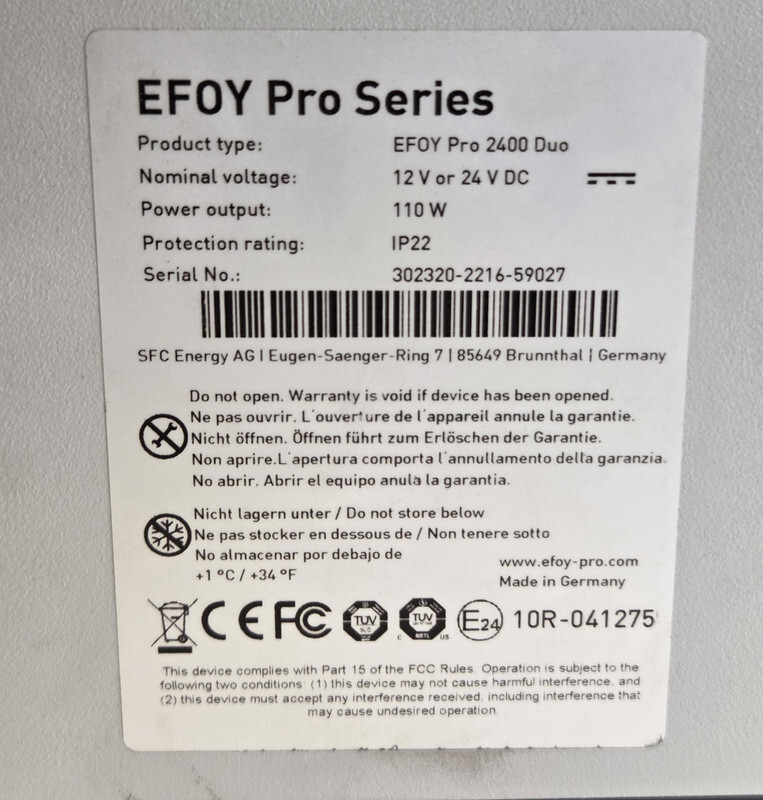 EFOY Pro Series
Product type: EFOY Pro 2400 Duo
Nominal voltage: 12 V or 24 V DC
Power output: 110 W
Protection rating: IP22
Serial No.: 302320-2216-59027
SFC Energy AG | Eugen-Saenger-Ring 7 | 85649 Brunnthal | Germany
Do not open. Warranty is void if device has been opened.
Ne pas ouvrir. L´ouverture de l´appareil annule la garantie.
Nicht öffnen. Öffnen führt zum Erlöschen der Garantie.
Non aprire.L´apertura comporta l´annullamento della garanzia.
No abrir. Abrir el equipo anula la garantia.
Nicht lagern unter / Do not store below
Ne pas stocker en dessous de / Non tenere sotto
No almacenar por debajo de
+1 °C / +34 °F
www.efoy-pro.com
Made in Germany
CE FC TUV TUV C US E24 10R-041275
This device complies with Part 15 of the FCC Rules. Operation is subject to the
following two conditions: (1) this device may not cause harmful interference, and
(2) this device must accept any interference received, including interference that
may cause undesired operation.